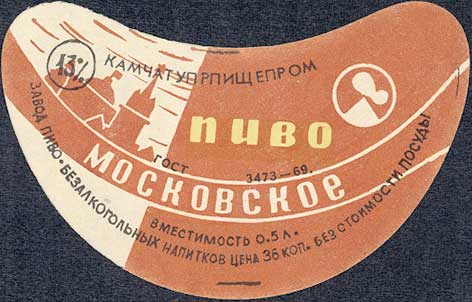 13%
КАМЧАТУПРПИЩЕПРОМ
пиво
ГОСТ 3473-69.
МОСКОВСКОЕ
ВМЕСТИМОСТЬ 0.5 Л.
ЗАВОД ПИВО•БЕЗАЛКОГОЛЬНЫХ НАПИТКОВ ЦЕНА 36 КОП. БЕЗ СТОИМОСТИ ПОСУДЫ